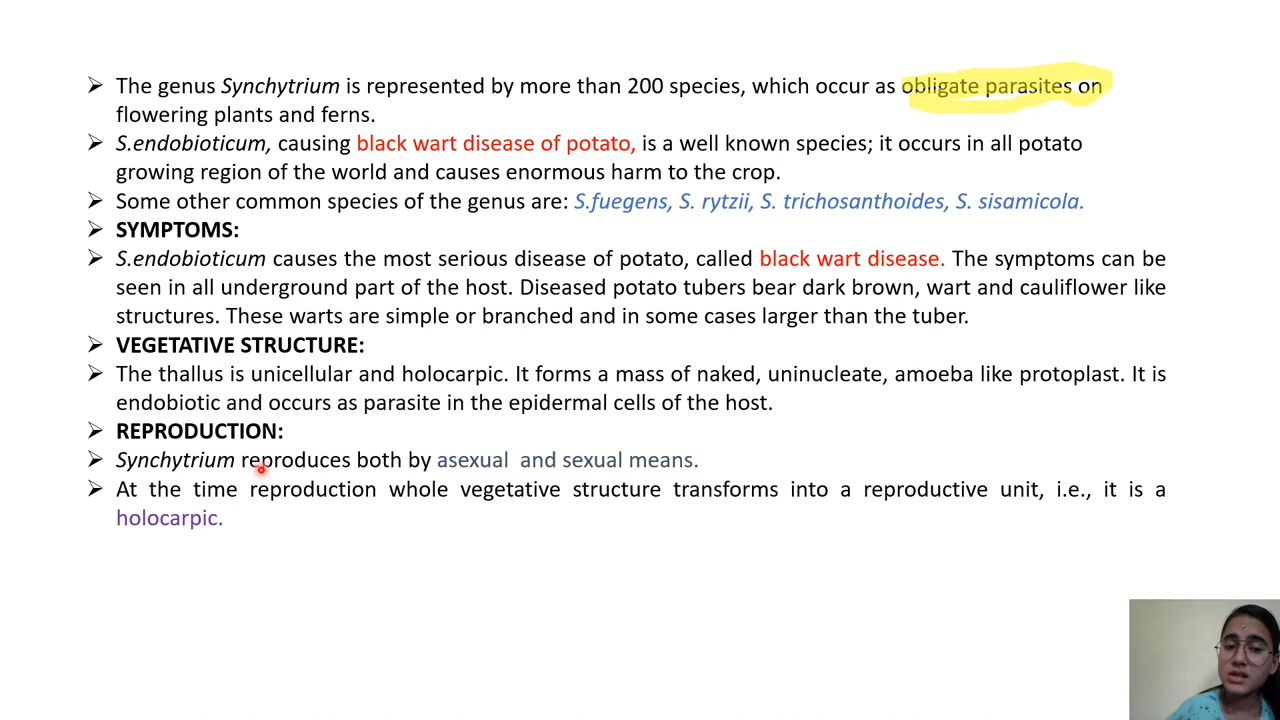 ➢ The genus Synchytrium is represented by more than 200 species, which occur as obligate parasites on
flowering plants and ferns.
➢ S.endobioticum, causing black wart disease of potato, is a well known species; it occurs in all potato
growing region of the world and causes enormous harm to the crop.
➢ Some other common species of the genus are: S.fuegens, S. rytzii, S. trichosanthoides, S. sisamicola.
➢ SYMPTOMS:
➢ S.endobioticum causes the most serious disease of potato, called black wart disease. The symptoms can be
seen in all underground part of the host. Diseased potato tubers bear dark brown, wart and cauliflower like
structures. These warts are simple or branched and in some cases larger than the tuber.
➢ VEGETATIVE STRUCTURE:
➢ The thallus is unicellular and holocarpic. It forms a mass of naked, uninucleate, amoeba like protoplast. It is
endobiotic and occurs as parasite in the epidermal cells of the host.
➢ REPRODUCTION:
➢ Synchytrium reproduces both by asexual and sexual means.
➢ At the time reproduction whole vegetative structure transforms into a reproductive unit, i.e., it is a
holocarpic.